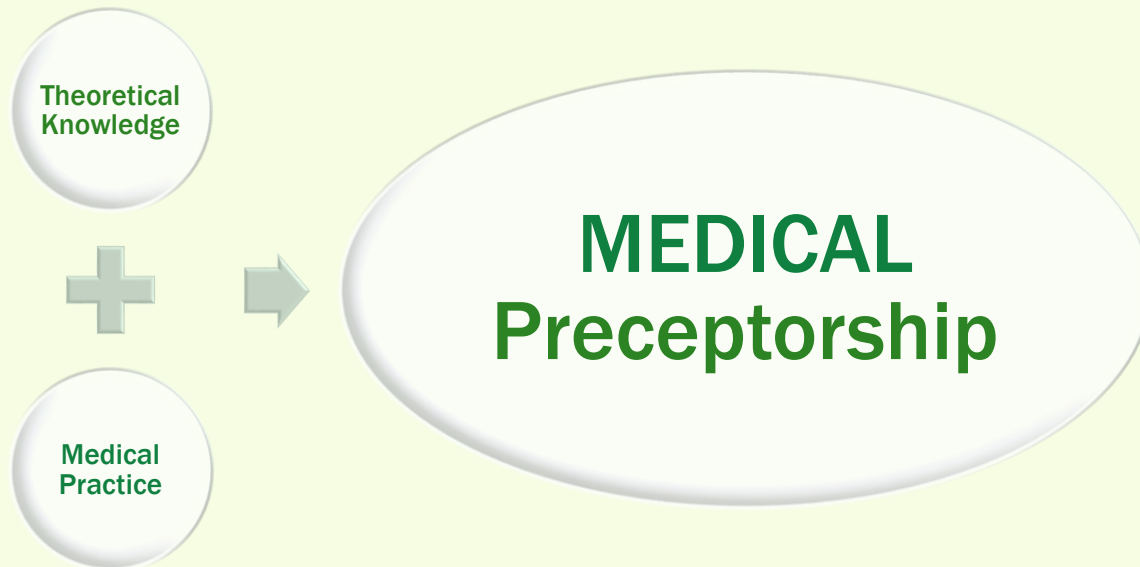 Theoretical
Knowledge
Medical
Practice
MEDICAL
Preceptorship